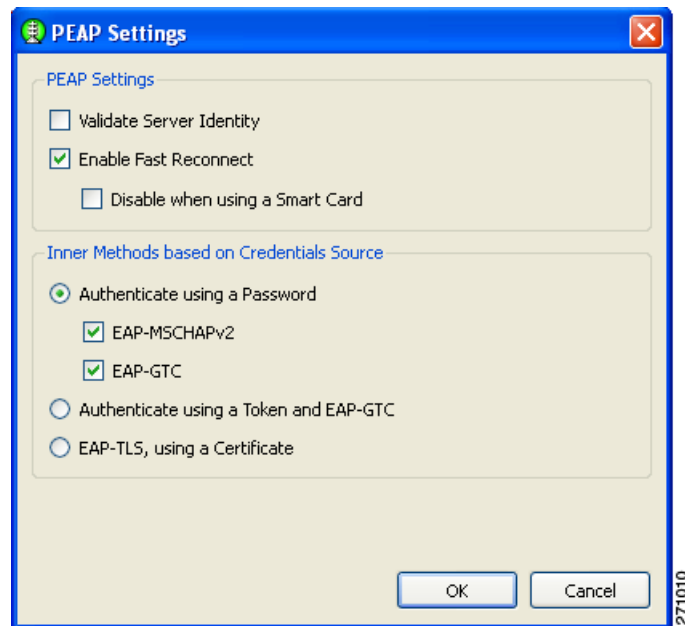 PEAP Settings
PEAP Settings
Validate Server Identity
Enable Fast Reconnect
Disable when using a Smart Card
Inner Methods based on Credentials Source
Authenticate using a Password
EAP-MSCHAPv2
EAP-GTC
Authenticate using a Token and EAP-GTC
EAP-TLS, using a Certificate
OK
Cancel
271010